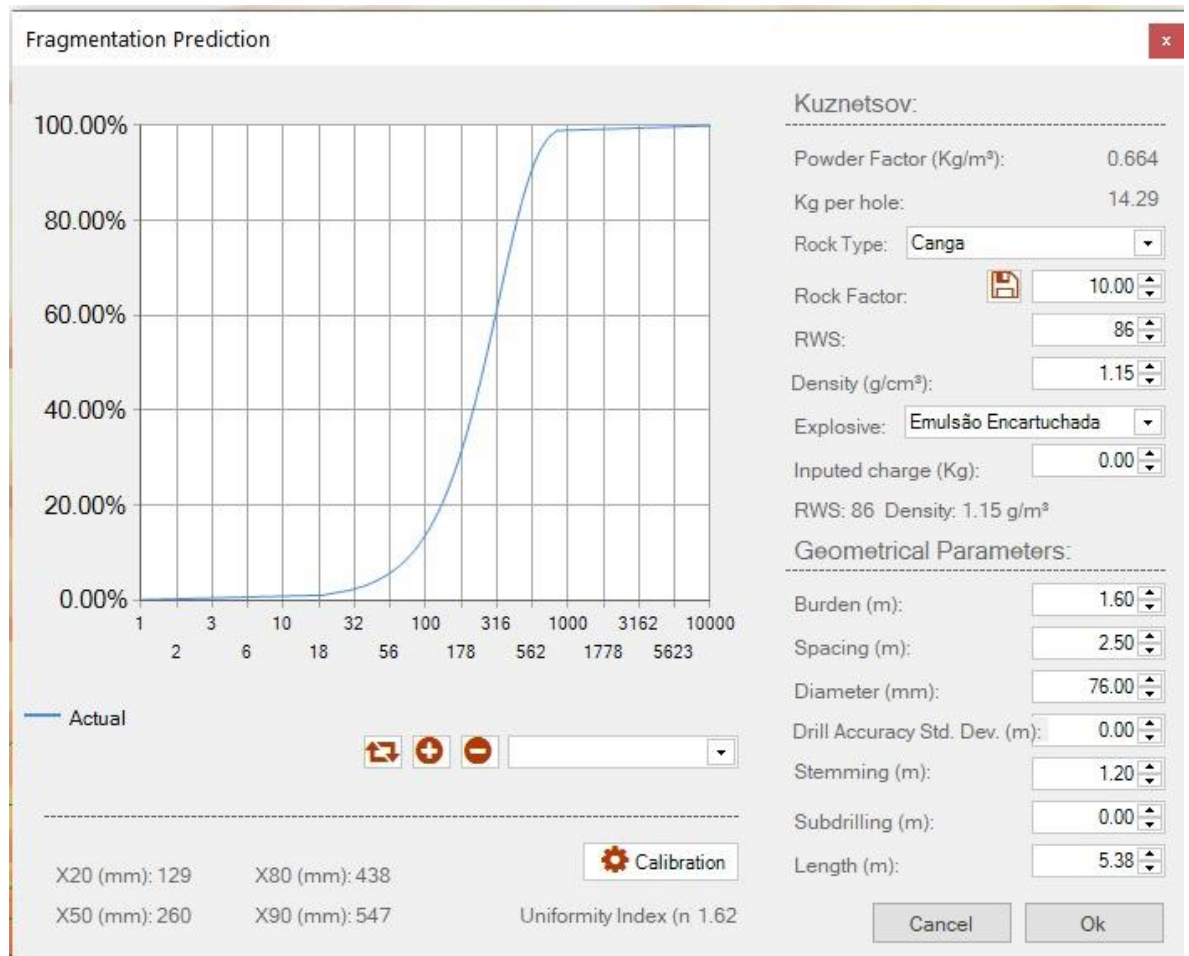 Fragmentation Prediction
x
100.00%
80.00%
60.00%
40.00%
20.00%
0.00%
1 3 10 32 100 316 1000 3162 10000
2 6 18 56 178 562 1778 5623
Actual
Calibration
X20 (mm): 129 X80 (mm): 438
X50 (mm): 260 X90 (mm): 547 Uniformity Index (n 1.62
Kuznetsov:
Powder Factor (Kg/m³): 0.664
Kg per hole: 14.29
Rock Type: Canga
Rock Factor: 10.00
RWS: 86
Density (g/cm³): 1.15
Explosive: Emulsão Encartuchada
Inputed charge (Kg): 0.00
RWS: 86 Density: 1.15 g/m³
Geometrical Parameters:
Burden (m): 1.60
Spacing (m): 2.50
Diameter (mm): 76.00
Drill Accuracy Std. Dev. (m): 0.00
Stemming (m): 1.20
Subdrilling (m): 0.00
Length (m): 5.38
Cancel Ok